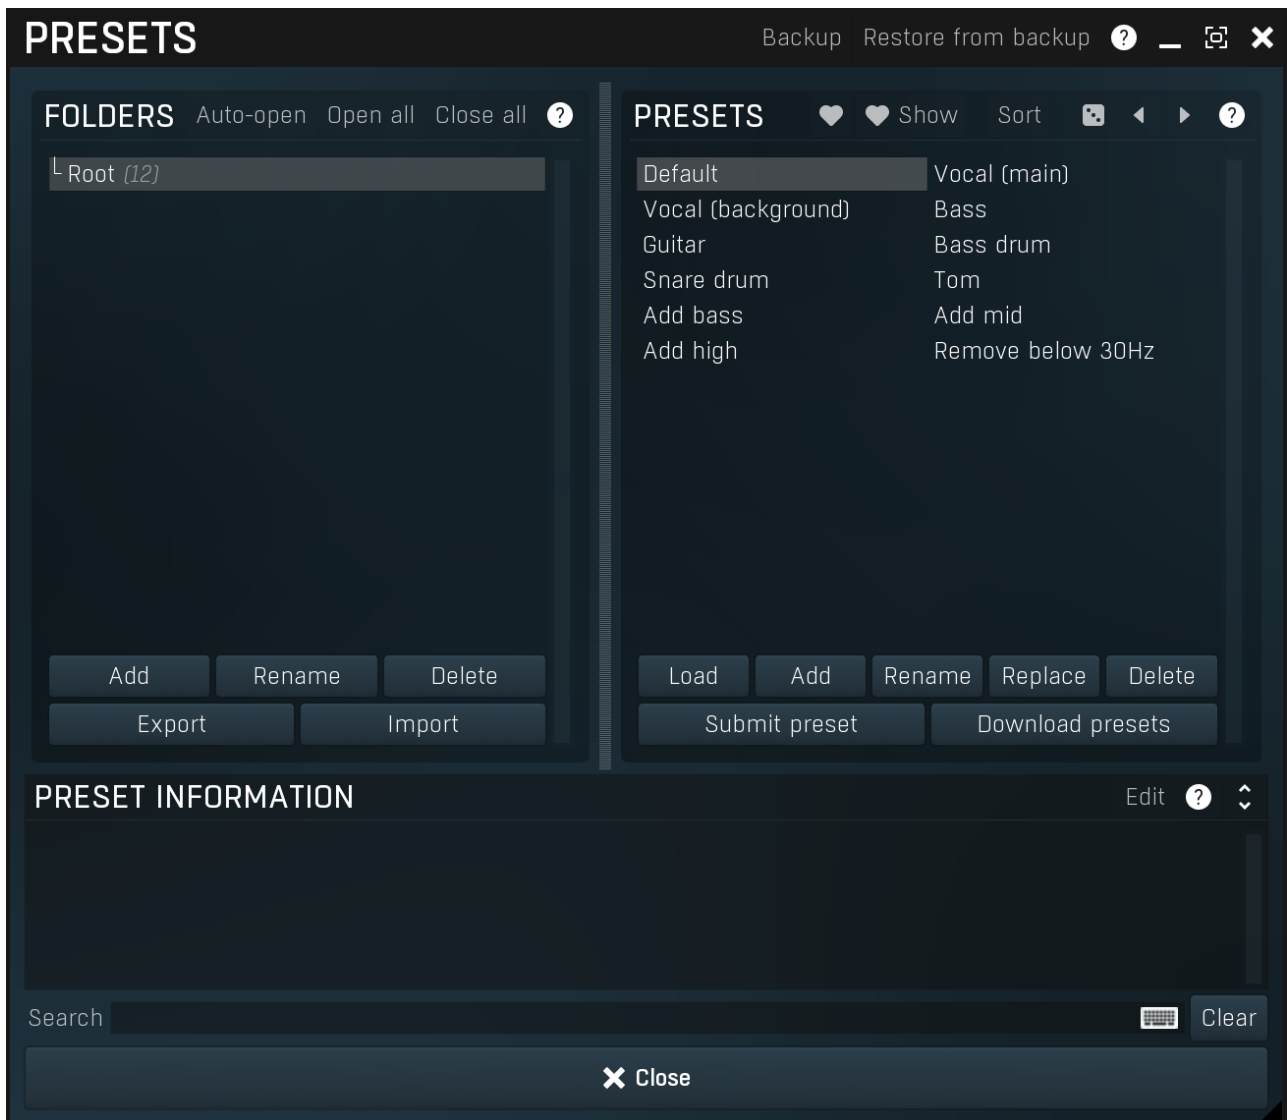 PRESETS Backup Restore from backup ?
FOLDERS Auto-open Open all Close all ?
Root (12)
Add Rename Delete
Export Import
PRESETS Show Sort ?
Default Vocal (main)
Vocal (background) Bass
Guitar Bass drum
Snare drum Tom
Add bass Add mid
Add high Remove below 30Hz
Load Add Rename Replace Delete
Submit preset Download presets
PRESET INFORMATION Edit ?
Search Clear
Close